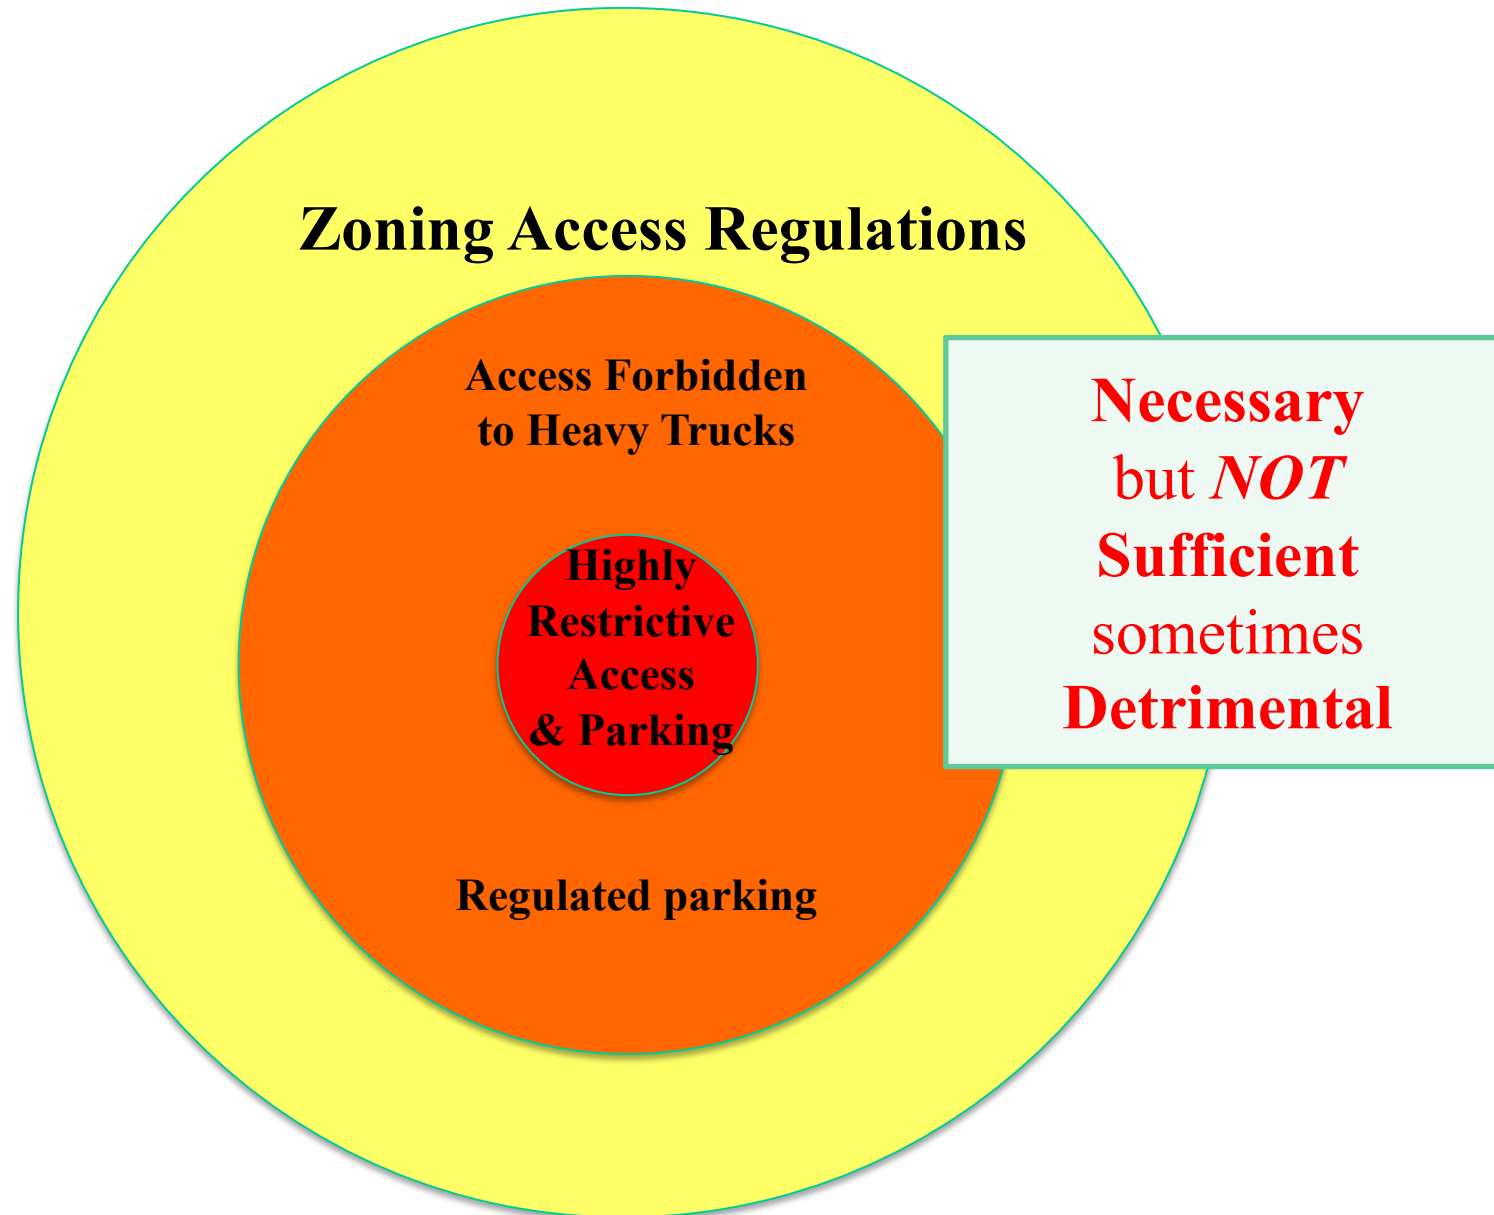 Zoning Access Regulations
Access Forbidden
to Heavy Trucks
Highly
Restrictive
Access
& Parking
Regulated parking
Necessary
but NOT
Sufficient
sometimes
Detrimental